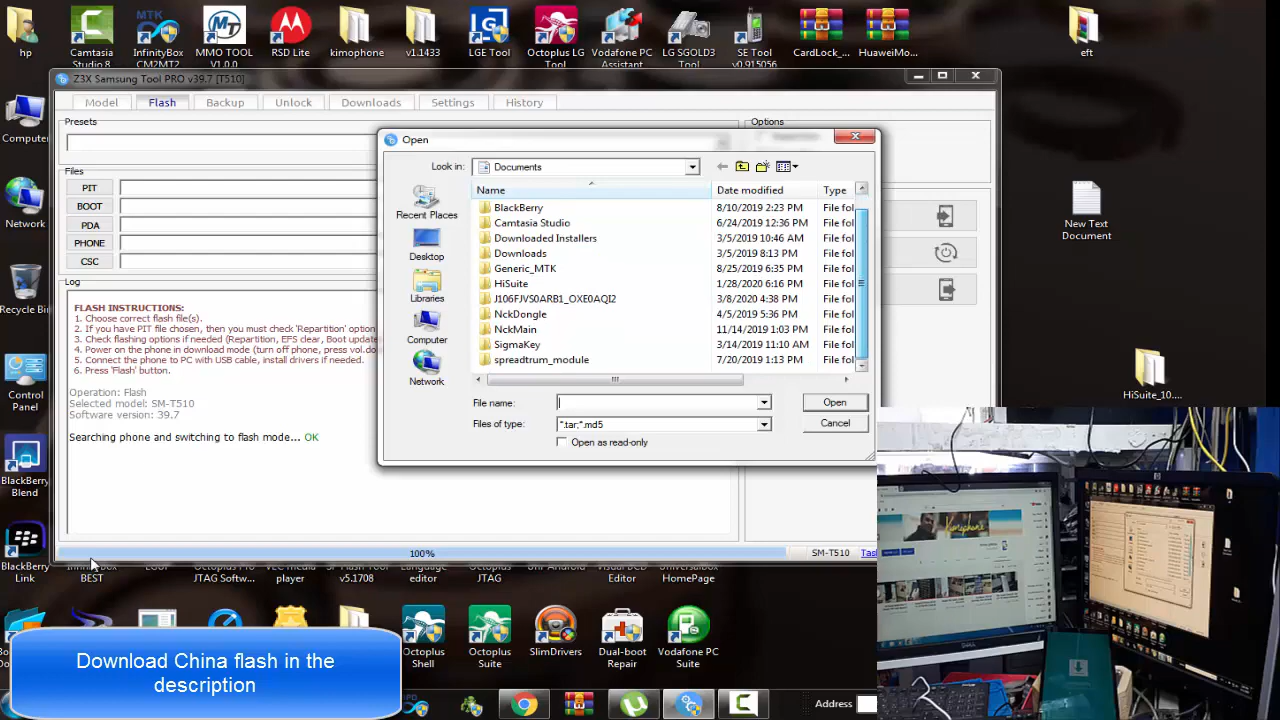 hp
Camtasia
Studio 8
InfinityBox
CM2MT2
MMO TOOL
V1.0.0
RSD Lite
kimophone
v1.1433
LGE Tool
Octoplus LG
Tool
Vodafone PC
Assistant
LG SGOLD3
Tool
SE Tool
v0.915056
CardLock_...
HuaweiMo...
eft
Z3X Samsung Tool PRO v39.7 [T510]
Model
Flash
Backup
Unlock
Downloads
Settings
History
Presets
Options
Files
PIT
BOOT
PDA
PHONE
CSC
Log
FLASH INSTRUCTIONS:
1. Choose correct flash file(s).
2. If you have PIT file chosen, then you must check 'Repartition' option
3. Check flashing options if needed (Repartition, EFS clear, Boot update
4. Power on the phone in download mode (turn off phone, press vol.do
5. Connect the phone to PC with USB cable, install drivers if needed.
6. Press 'Flash' button.
Operation: Flash
Selected model: SM-T510
Software version: 39.7
Searching phone and switching to flash mode... OK
100%
SM-T510
Open
Look in:
Documents
Name
Date modified
Type
BlackBerry 8/10/2019 2:23 PM File fol
Camtasia Studio 6/24/2019 12:36 PM File fol
Downloaded Installers 3/5/2019 10:46 AM File fol
Downloads 3/5/2019 8:13 PM File fol
Generic_MTK 8/25/2019 6:35 PM File fol
HiSuite 1/28/2020 6:16 PM File fol
J106FJVS0ARB1_OXE0AQI2 3/8/2020 4:38 PM File fol
NckDongle 4/5/2019 5:36 PM File fol
NckMain 11/14/2019 1:03 PM File fol
SigmaKey 3/14/2019 11:10 AM File fol
spreadtrum_module 7/20/2019 1:13 PM File fol
Recent Places
Desktop
Libraries
Computer
Network
File name:
Open
Files of type:
*.tar;*.md5
Cancel
Open as read-only
Computer
Network
Recycle Bin
Control
Panel
BlackBerry
Blend
BlackBerry
Link
New Text
Document
HiSuite_10....
BEST
JTAG Softw...
player
v5.1708
editor
Octoplus
JTAG
Editor
HomePage
Octoplus
Shell
Octoplus
Suite
SlimDrivers
Dual-boot
Repair
Vodafone PC
Suite
Download China flash in the
description
Address